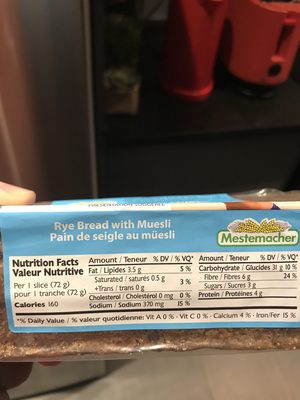 Rye Bread with Muesli
Pain de seigle au müesli
Mestemacher
Nutrition Facts
Valeur Nutritive
Per 1 slice (72 g)
pour 1 tranche (72 g)
Calories 160
Amount / Teneur % DV / % VQ*
Fat / Lipides 3.5 g 5 %
Saturated / saturés 0.5 g
+Trans / trans 0 g 3 %
Cholesterol / Cholestérol 0 mg 0 %
Sodium / Sodium 370 mg 15 %
Amount / Teneur % DV / % VQ*
Carbohydrate / Glucides 31 g 10 %
Fibre / Fibres 6 g 24 %
Sugars / Sucres 3 g
Protein / Protéines 4 g
*% Daily Value / % valeur quotidienne: Vit A 0 % · Vit C 0 % · Calcium 4 % · Iron/Fer 15 %